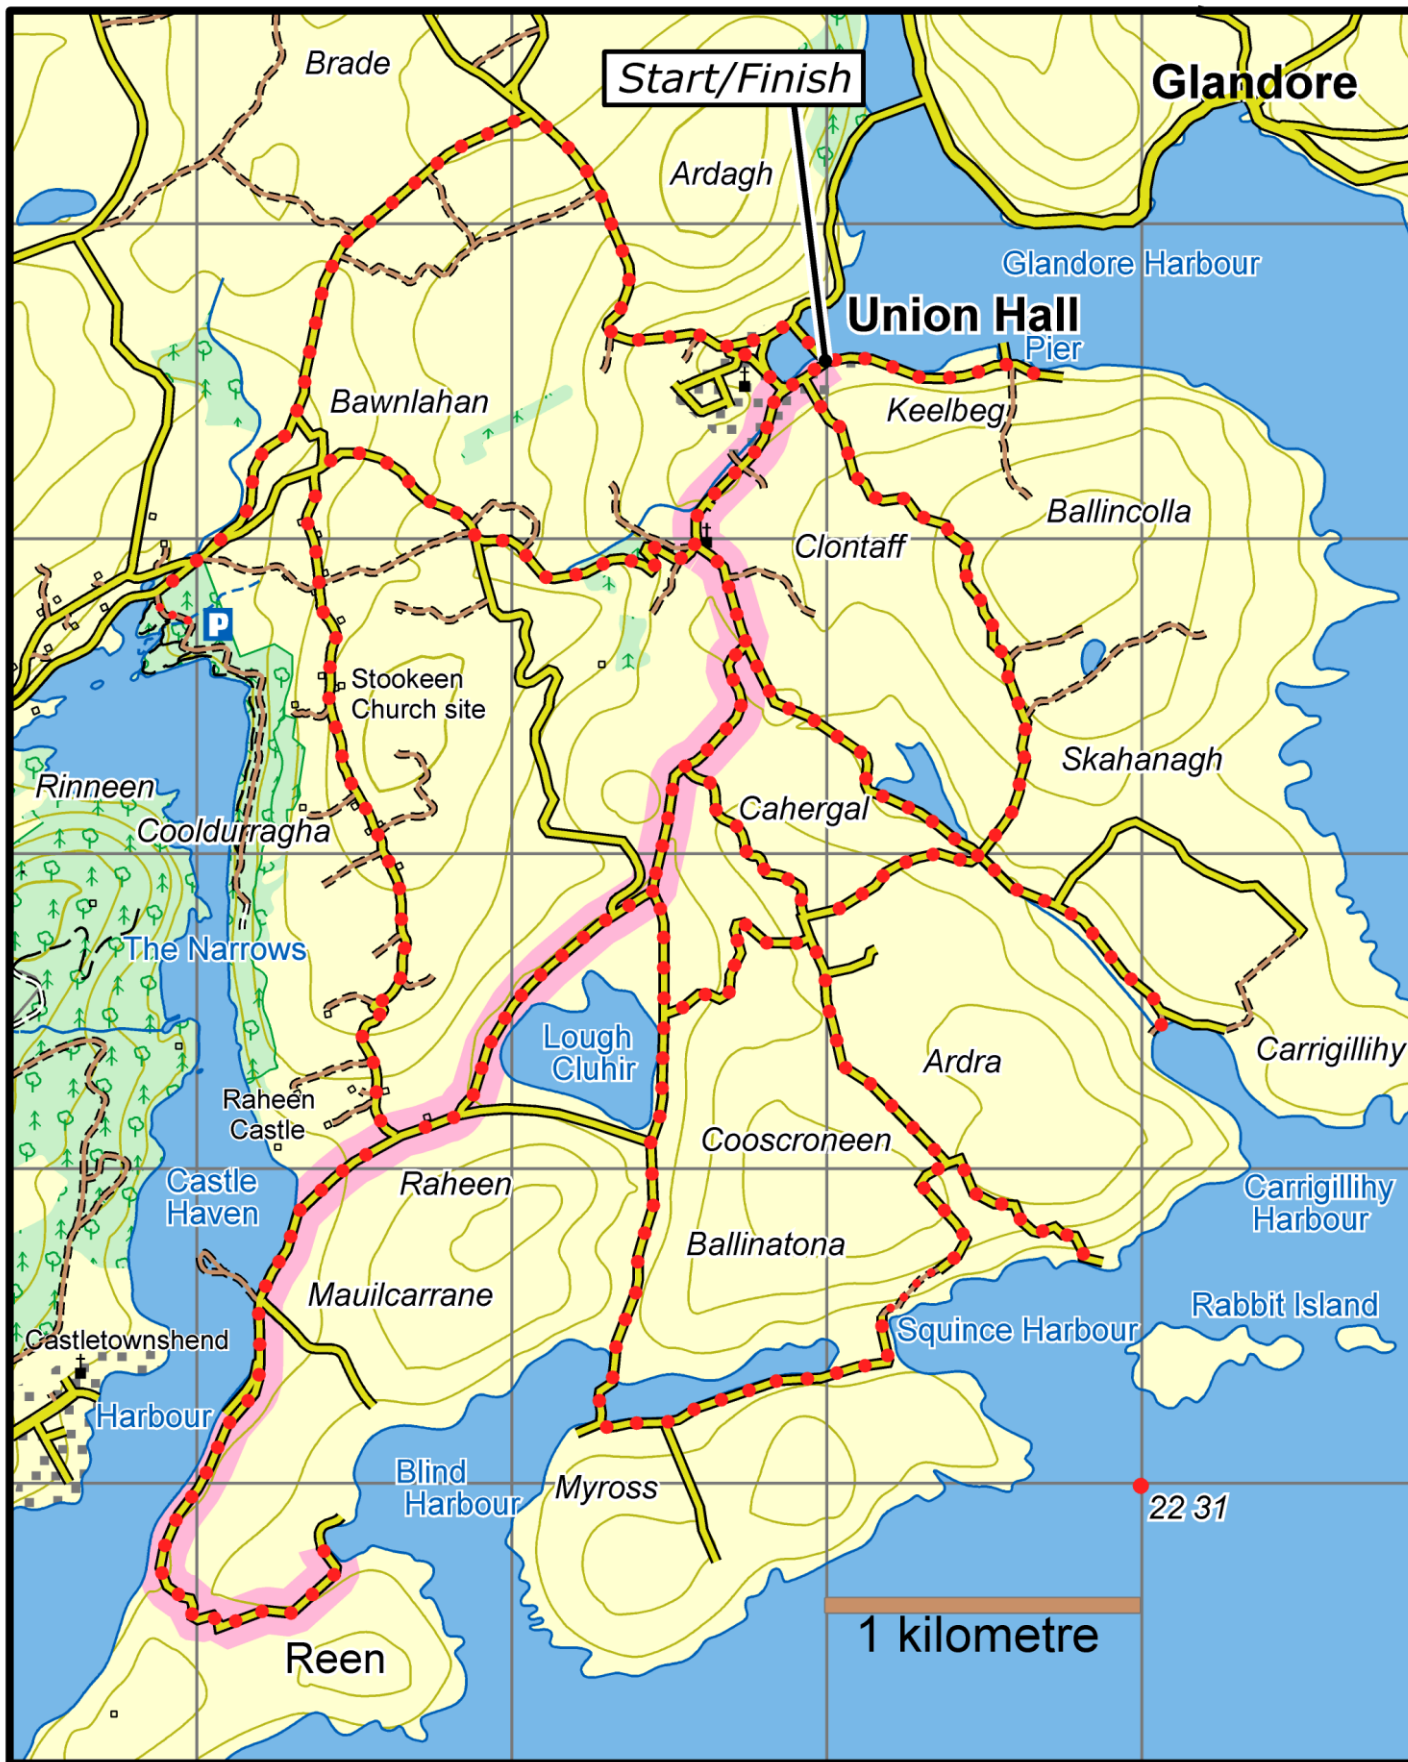 Brade
Start/Finish
Glandore
Ardagh
Glandore Harbour
Union Hall
Pier
Bawnlahan
Keelbeg
Ballincolla
Clontaff
P
Stookeen
Church site
Skahanagh
Rinneen
Cahergal
Cooldurragha
The Narrows
Lough
Cluhir
Ardra
Carrigillihy
Raheen
Castle
Cooscroneen
Castle
Haven
Raheen
Carrigillihy
Harbour
Ballinatona
Mauilcarrane
Rabbit Island
Castletownshend
Squince Harbour
Harbour
Blind
Harbour
Myross
22 31
1 kilometre
Reen